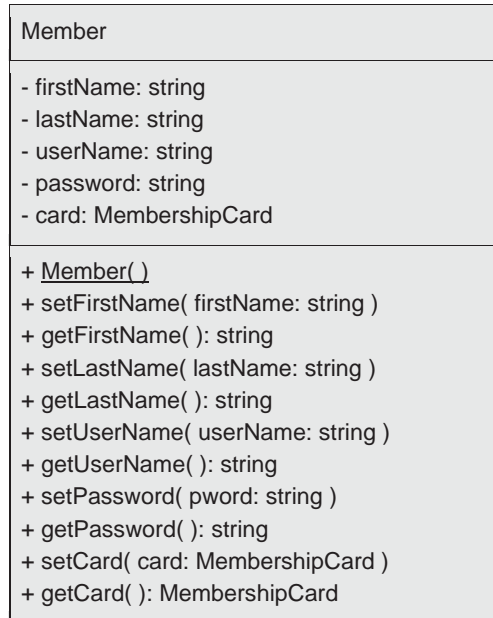 Member
- firstName: string
- lastName: string
- userName: string
- password: string
- card: MembershipCard
+ Member( )
+ setFirstName( firstName: string )
+ getFirstName( ): string
+ setLastName( lastName: string )
+ getLastName( ): string
+ setUserName( userName: string )
+ getUserName( ): string
+ setPassword( pword: string )
+ getPassword( ): string
+ setCard( card: MembershipCard )
+ getCard( ): MembershipCard